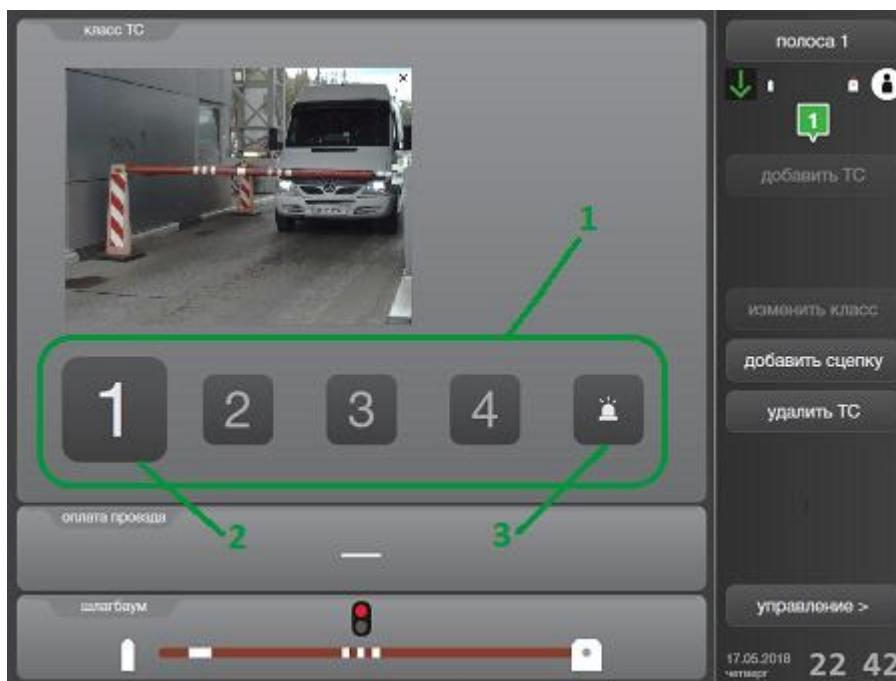 класс ТС
×
1
1
2
3
4
2
3
оплата проезда
шлагбаум
полоса 1
1
добавить ТС
изменить класс
добавить сцепку
удалить ТС
управление >
17.05.2018
четверг
22 42